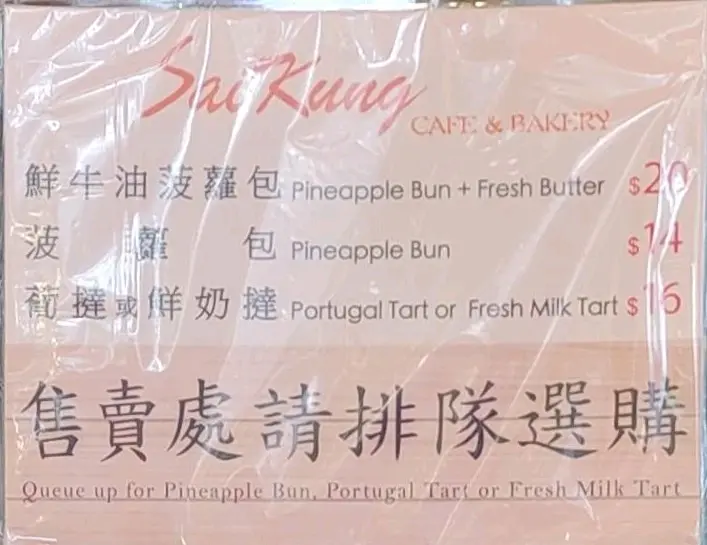 Sai Kung
CAFE & BAKERY
鮮牛油菠蘿包 Pineapple Bun + Fresh Butter $20
菠蘿包 Pineapple Bun $14
葡撻或鮮奶撻 Portugal Tart or Fresh Milk Tart $16
售賣處請排隊選購
Queue up for Pineapple Bun, Portugal Tart or Fresh Milk Tart